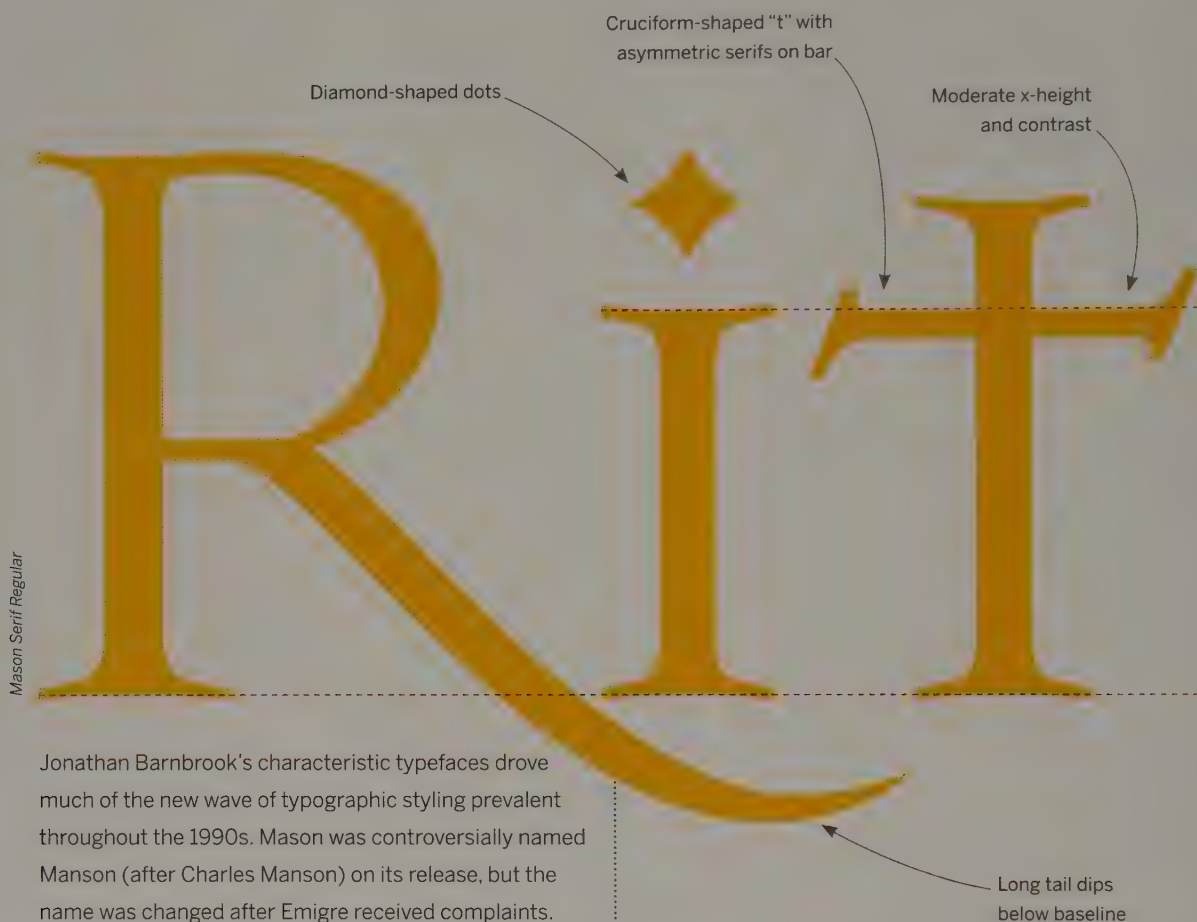 Cruciform-shaped “t” with
asymmetric serifs on bar
Diamond-shaped dots
Moderate x-height
and contrast
Rit
Mason Serif Regular
Jonathan Barnbrook's characteristic typefaces drove
much of the new wave of typographic styling prevalent
throughout the 1990s. Mason was controversially named
Manson (after Charles Manson) on its release, but the
name was changed after Emigre received complaints.
Long tail dips
below baseline